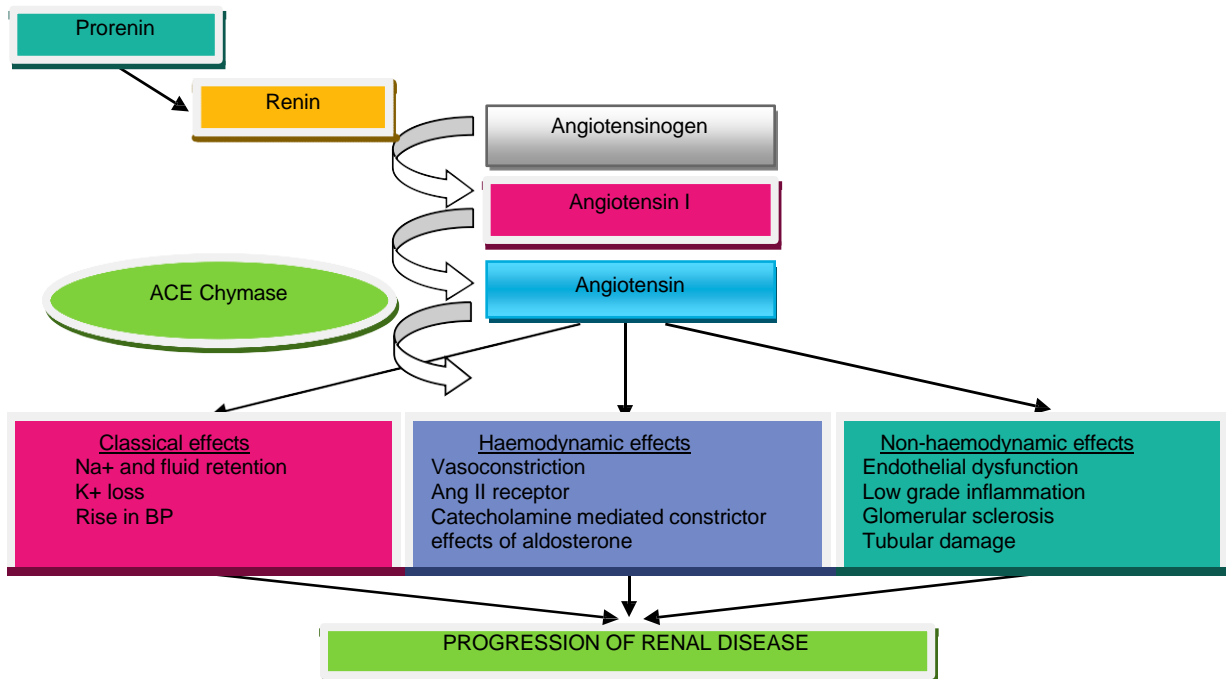 Prorenin
Renin
Angiotensinogen
Angiotensin I
ACE Chymase
Angiotensin
Classical effects
Na+ and fluid retention
K+ loss
Rise in BP
Haemodynamic effects
Vasoconstriction
Ang II receptor
Catecholamine mediated constrictor
effects of aldosterone
Non-haemodynamic effects
Endothelial dysfunction
Low grade inflammation
Glomerular sclerosis
Tubular damage
PROGRESSION OF RENAL DISEASE